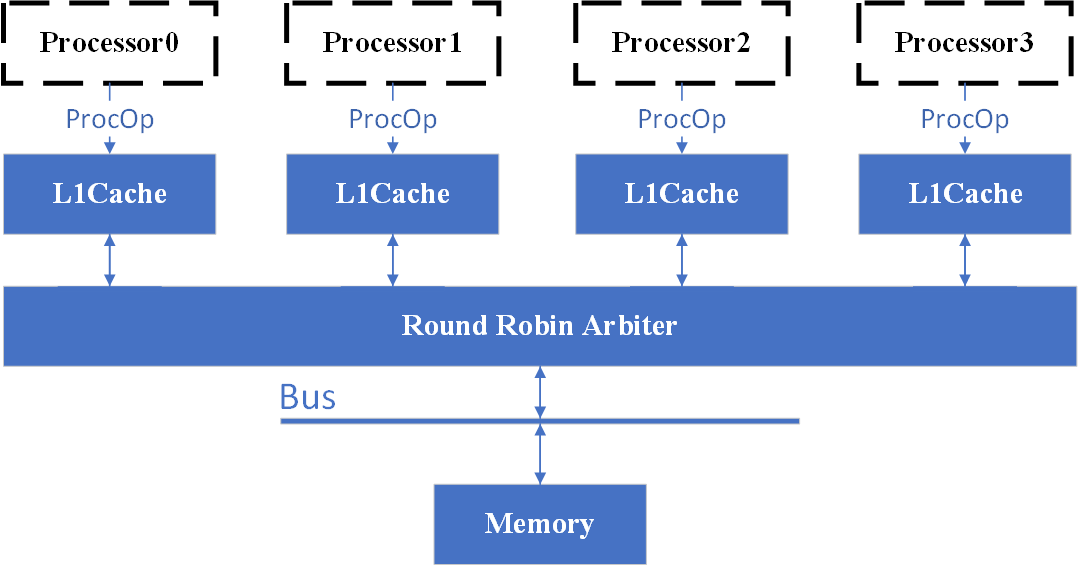 Processor0 Processor1 Processor2 Processor3
ProcOp ProcOp ProcOp ProcOp
L1Cache L1Cache L1Cache L1Cache
Round Robin Arbiter
Bus
Memory